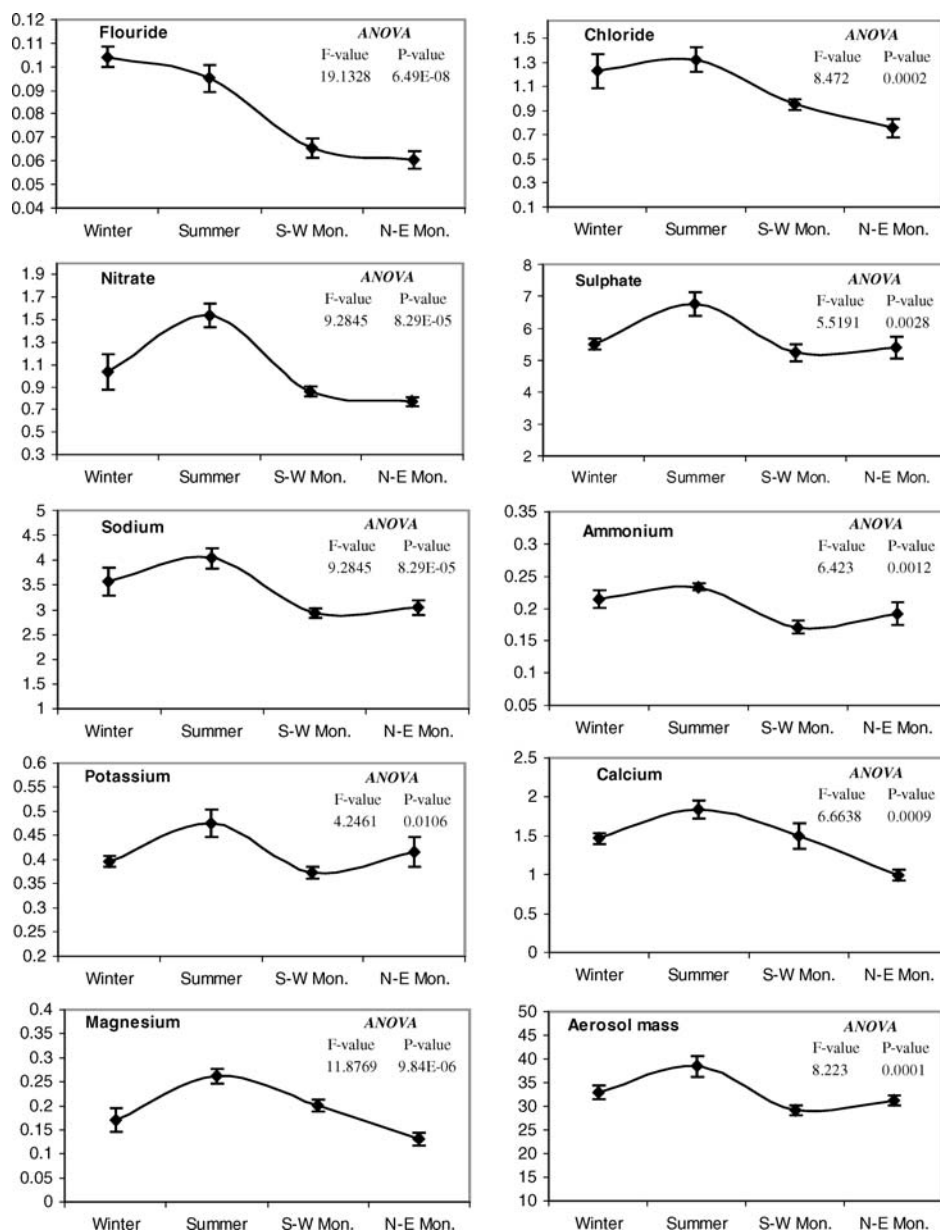 Flouride
ANOVA
F-value P-value
19.1328 6.49E-08
0.12
0.11
0.1
0.09
0.08
0.07
0.06
0.05
0.04
Winter Summer S-W Mon. N-E Mon.
Chloride
ANOVA
F-value P-value
8.472 0.0002
1.5
1.3
1.1
0.9
0.7
0.5
0.3
0.1
Winter Summer S-W Mon. N-E Mon.
Nitrate
ANOVA
F-value P-value
9.2845 8.29E-05
1.9
1.7
1.5
1.3
1.1
0.9
0.7
0.5
0.3
Winter Summer S-W Mon. N-E Mon.
Sulphate
ANOVA
F-value P-value
5.5191 0.0028
8
7
6
5
4
3
2
Winter Summer S-W Mon. N-E Mon.
Sodium
ANOVA
F-value P-value
9.2845 8.29E-05
5
4.5
4
3.5
3
2.5
2
1.5
1
Winter Summer S-W Mon. N-E Mon.
Ammonium
ANOVA
F-value P-value
6.423 0.0012
0.35
0.3
0.25
0.2
0.15
0.1
0.05
Winter Summer S-W Mon. N-E Mon.
Potassium
ANOVA
F-value P-value
4.2461 0.0106
0.6
0.55
0.5
0.45
0.4
0.35
0.3
0.25
0.2
Winter Summer S-W Mon. N-E Mon.
Calcium
ANOVA
F-value P-value
6.6638 0.0009
2.5
2
1.5
1
0.5
0
Winter Summer S-W Mon. N-E Mon.
Magnesium
ANOVA
F-value P-value
11.8769 9.84E-06
0.4
0.35
0.3
0.25
0.2
0.15
0.1
0.05
0
Winter Summer S-W Mon. N-E Mon.
Aerosol mass
ANOVA
F-value P-value
8.223 0.0001
50
45
40
35
30
25
20
15
10
Winter Summer S-W Mon. N-E Mon.